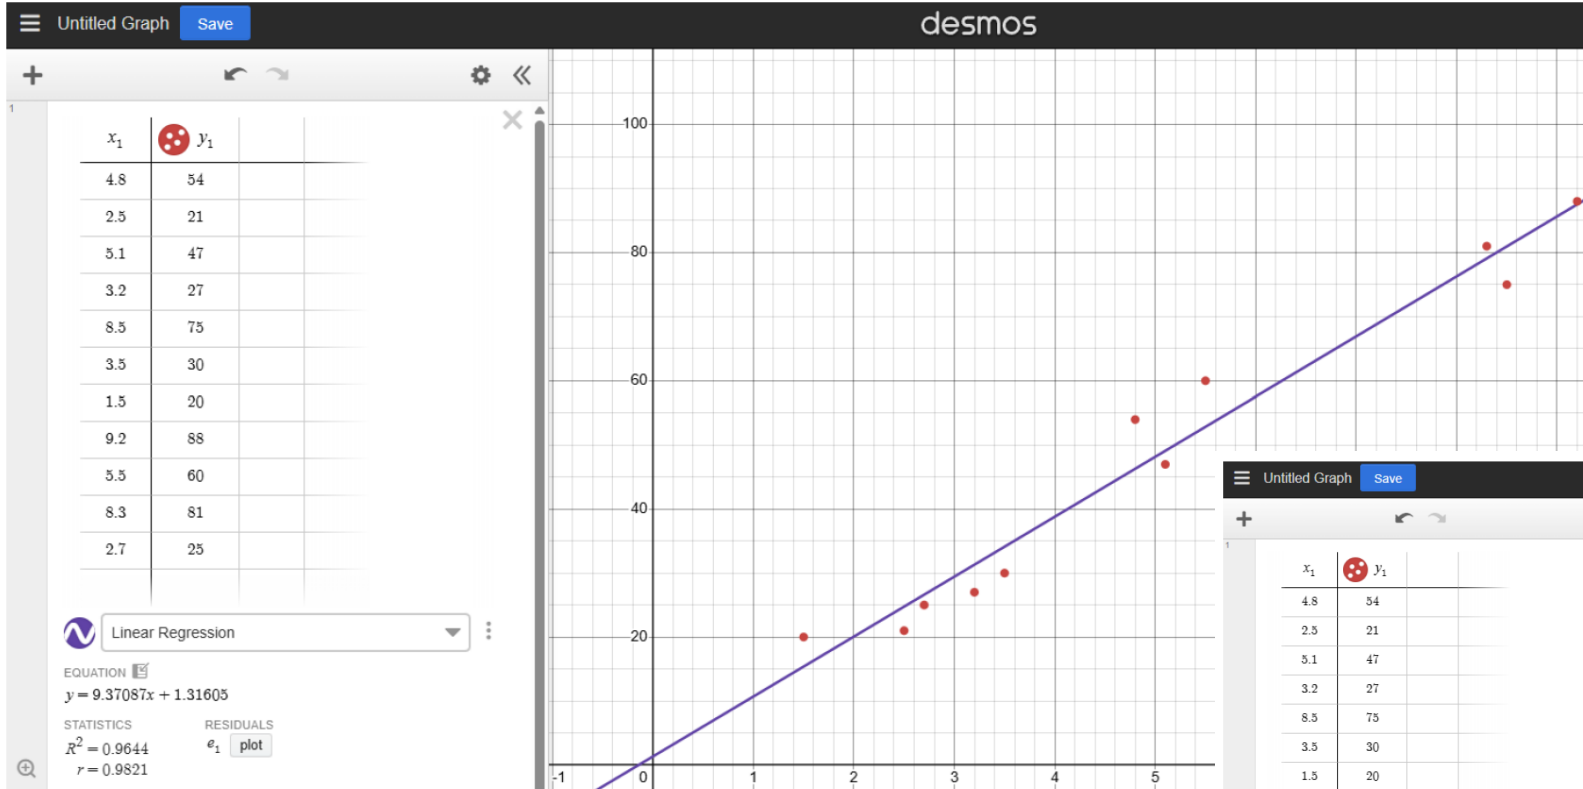 Untitled Graph Save desmos
1
x₁ y₁
4.8 54
2.5 21
5.1 47
3.2 27
8.5 75
3.5 30
1.5 20
9.2 88
5.5 60
8.3 81
2.7 25
Linear Regression
EQUATION
y = 9.37087x + 1.31605
STATISTICS RESIDUALS
R² = 0.9644 e₁ plot
r = 0.9821
100
80
60
40
20
-1 0 1 2 3 4 5
Untitled Graph Save
1
x₁ y₁
4.8 54
2.5 21
5.1 47
3.2 27
8.5 75
3.5 30
1.5 20